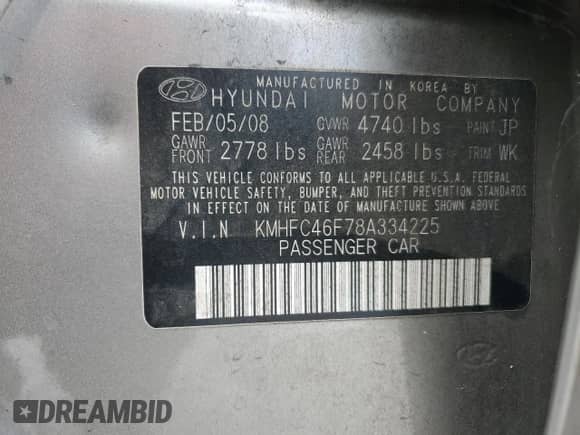 MANUFACTURED IN KOREA BY
HYUNDAI MOTOR COMPANY
FEB/05/08 GVWR 4740 lbs PAINT JP
GAWR FRONT 2778 lbs GAWR REAR 2458 lbs TRIM WK
THIS VEHICLE CONFORMS TO ALL APPLICABLE U.S.A. FEDERAL
MOTOR VEHICLE SAFETY, BUMPER, AND THEFT PREVENTION STANDARDS
IN EFFECT ON THE DATE OF MANUFACTURE SHOWN ABOVE.
V.I.N KMHFC46F78A334225
PASSENGER CAR
DREAMBID